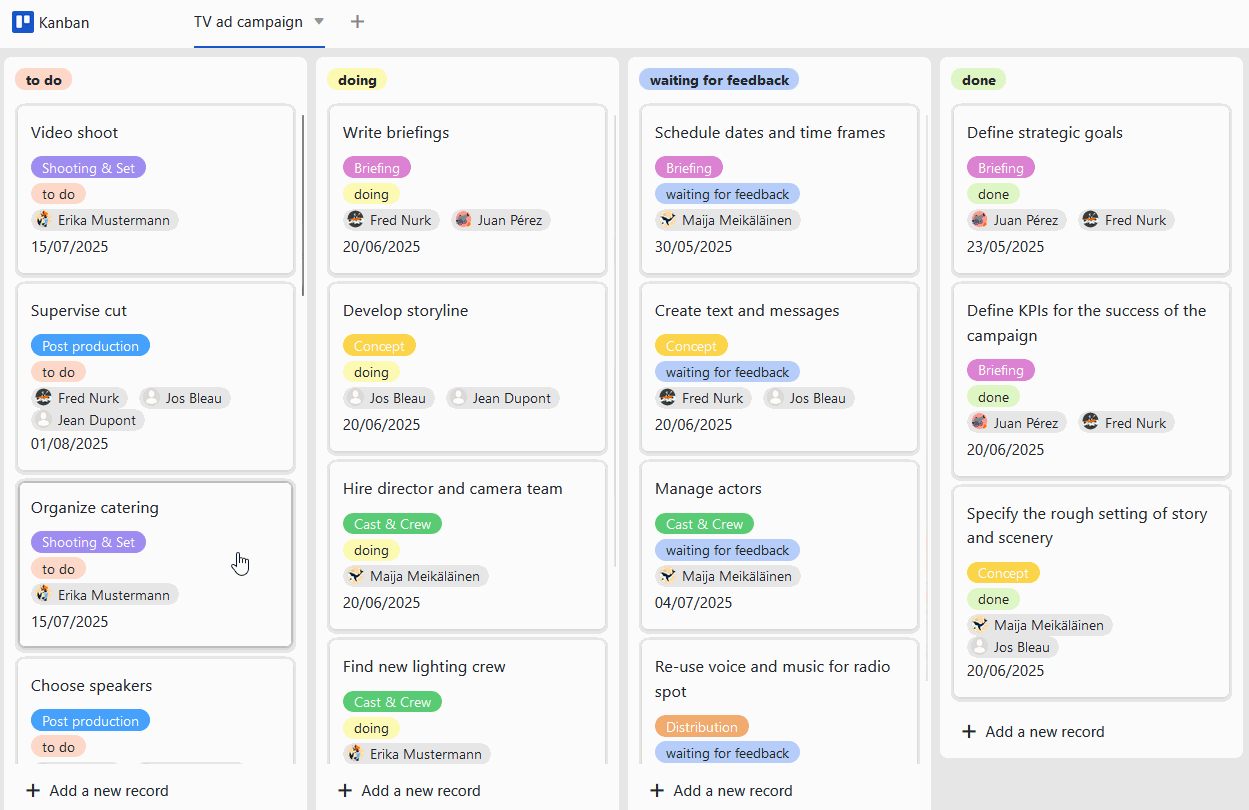 Kanban
TV ad campaign
to do
Video shoot
Shooting & Set
to do
Erika Mustermann
15/07/2025
Supervise cut
Post production
to do
Fred Nurk Jos Bleau
Jean Dupont
01/08/2025
Organize catering
Shooting & Set
to do
Erika Mustermann
15/07/2025
Choose speakers
Post production
to do
Add a new record
doing
Write briefings
Briefing
doing
Fred Nurk Juan Pérez
20/06/2025
Develop storyline
Concept
doing
Jos Bleau Jean Dupont
20/06/2025
Hire director and camera team
Cast & Crew
doing
Maija Meikäläinen
20/06/2025
Find new lighting crew
Cast & Crew
doing
Erika Mustermann
Add a new record
waiting for feedback
Schedule dates and time frames
Briefing
waiting for feedback
Maija Meikäläinen
30/05/2025
Create text and messages
Concept
waiting for feedback
Fred Nurk Jos Bleau
20/06/2025
Manage actors
Cast & Crew
waiting for feedback
Maija Meikäläinen
04/07/2025
Re-use voice and music for radio
spot
Distribution
waiting for feedback
Add a new record
done
Define strategic goals
Briefing
done
Juan Pérez Fred Nurk
23/05/2025
Define KPIs for the success of the
campaign
Briefing
done
Juan Pérez Fred Nurk
20/06/2025
Specify the rough setting of story
and scenery
Concept
done
Maija Meikäläinen
Jos Bleau
20/06/2025
Add a new record